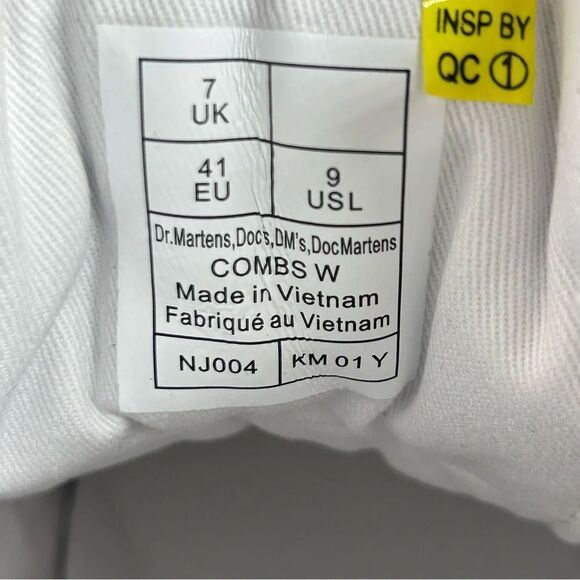 INSP BY
QC 1
7
UK
41
EU
9
USL
Dr.Martens,Doc's,DM's,DocMartens
COMBS W
Made in Vietnam
Fabriqué au Vietnam
NJ004
KM 01 Y